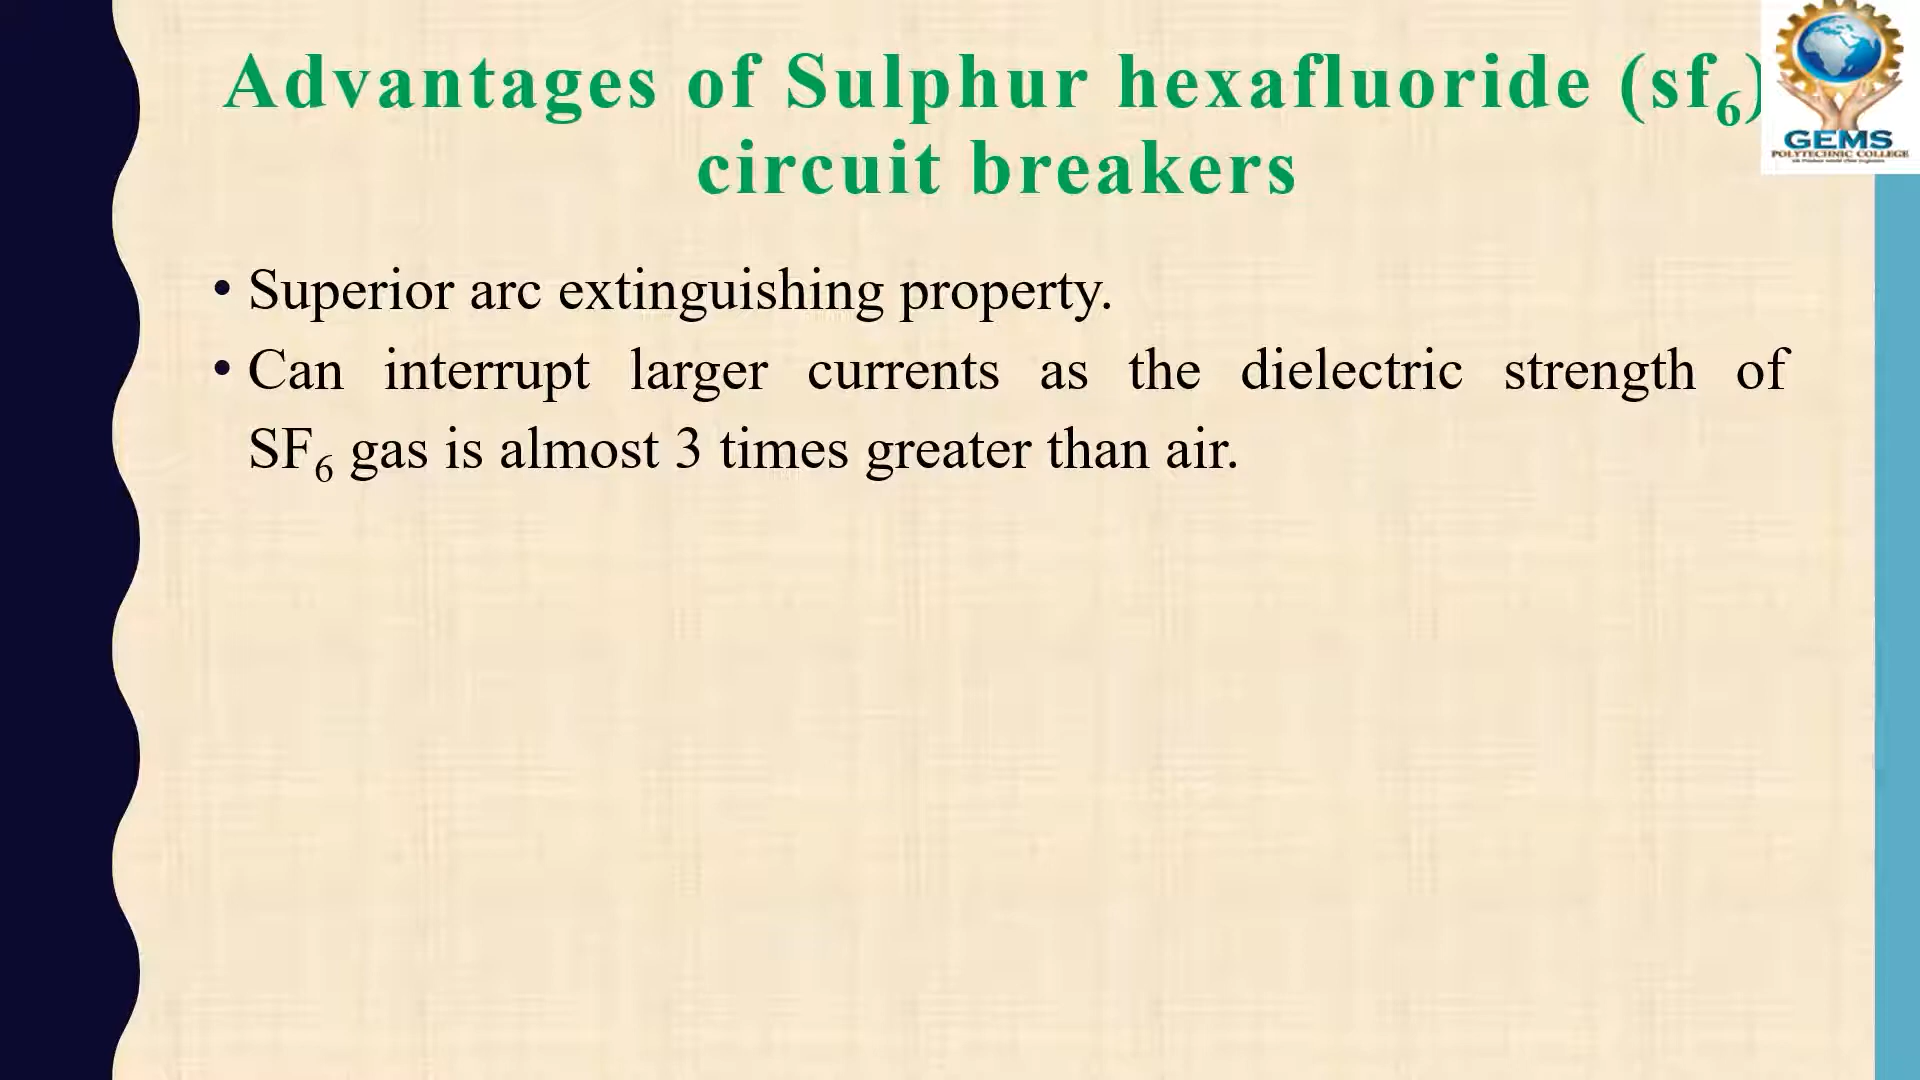 Advantages of Sulphur hexafluoride (sf₆)
circuit breakers
• Superior arc extinguishing property.
• Can interrupt larger currents as the dielectric strength of
SF₆ gas is almost 3 times greater than air.
GEMS
POLYTECHNIC COLLEGE